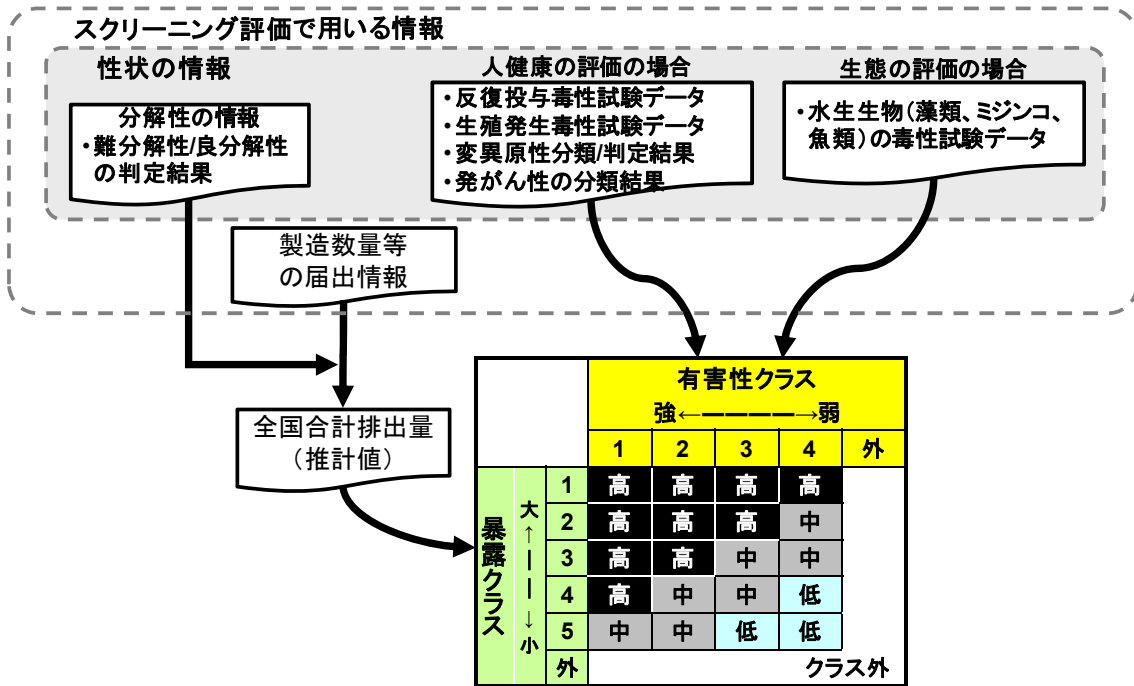 スクリーニング評価で用いる情報
性状の情報
分解性の情報
・難分解性/良分解性
の判定結果
人健康の評価の場合
・反復投与毒性試験データ
・生殖発生毒性試験データ
・変異原性分類/判定結果
・発がん性の分類結果
生態の評価の場合
・水生生物(藻類、ミジンコ、
魚類)の毒性試験データ
製造数量等
の届出情報
全国合計排出量
(推計値)
有害性クラス
強←――――→弱
1 2 3 4 外
暴露クラス
大↑――↓小
1 高 高 高 高
2 高 高 高 中
3 高 高 中 中
4 高 中 中 低
5 中 中 低 低
外 クラス外